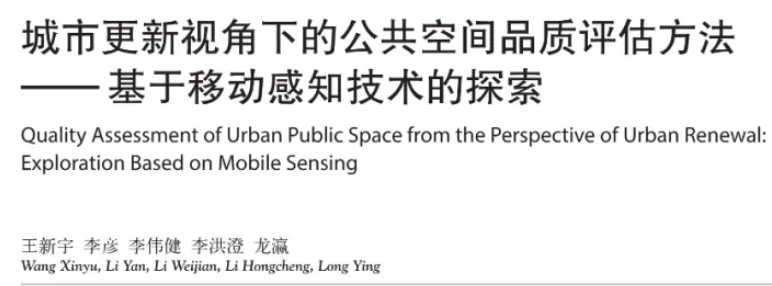 城市更新视角下的公共空间品质评估方法
——基于移动感知技术的探索
Quality Assessment of Urban Public Space from the Perspective of Urban Renewal:
Exploration Based on Mobile Sensing
王新宇 李彦 李伟健 李洪澄 龙瀛
Wang Xinyu, Li Yan, Li Weijian, Li Hongcheng, Long Ying